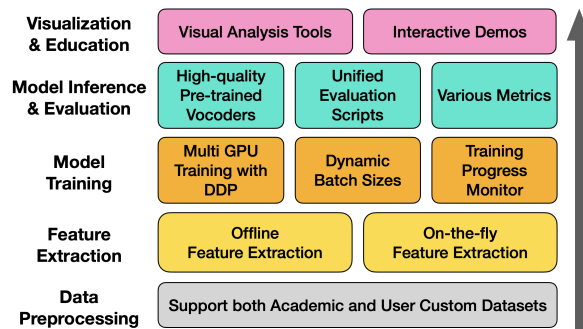 Visualization
& Education
Visual Analysis Tools
Interactive Demos
Model Inference
& Evaluation
High-quality
Pre-trained
Vocoders
Unified
Evaluation
Scripts
Various Metrics
Model
Training
Multi GPU
Training with
DDP
Dynamic
Batch Sizes
Training
Progress
Monitor
Feature
Extraction
Offline
Feature Extraction
On-the-fly
Feature Extraction
Data
Preprocessing
Support both Academic and User Custom Datasets